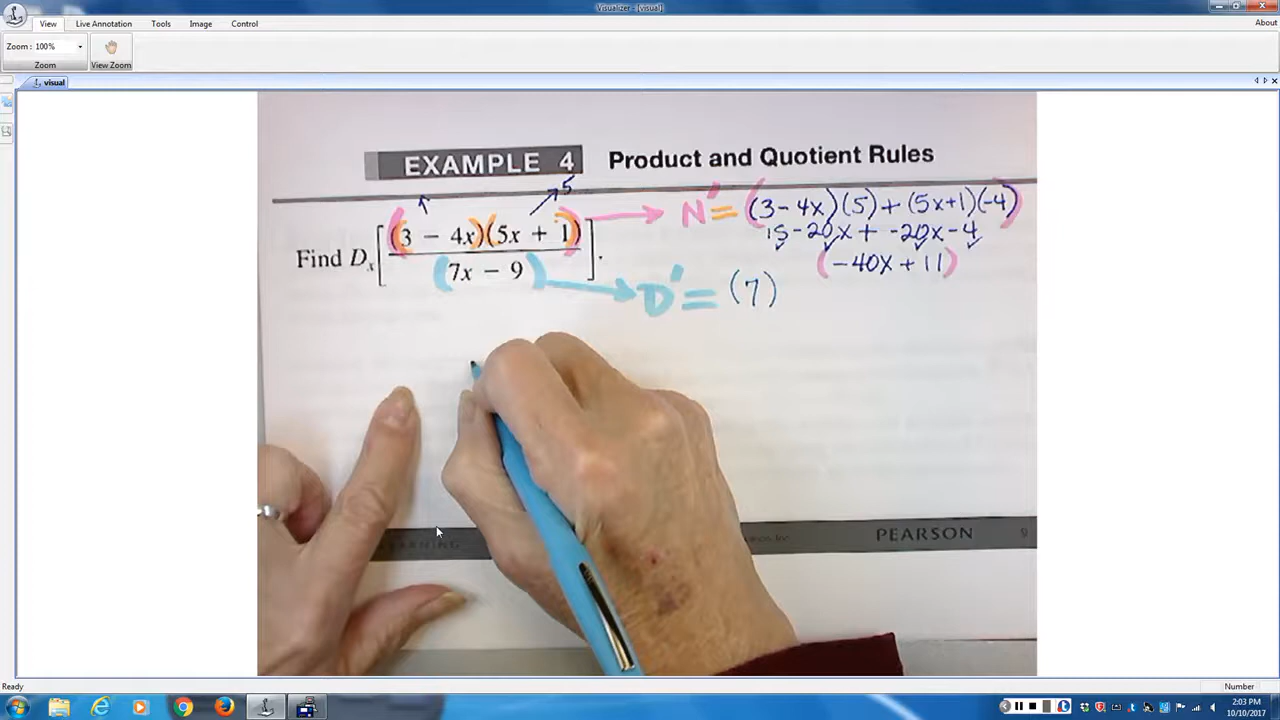 Visualizer - [visual]
View Live Annotation Tools Image Control
About
Zoom : 100%
Zoom View Zoom
visual
EXAMPLE 4 Product and Quotient Rules
5
N' = (3 - 4x)(5) + (5x+1)(-4)
15 - 20x + -20x - 4
(-40x + 11)
Find Dₓ[((3 − 4x)(5x + 1))/(7x − 9)].
D' = (7)
PEARSON 9
Ready Number
2:03 PM
10/10/2017